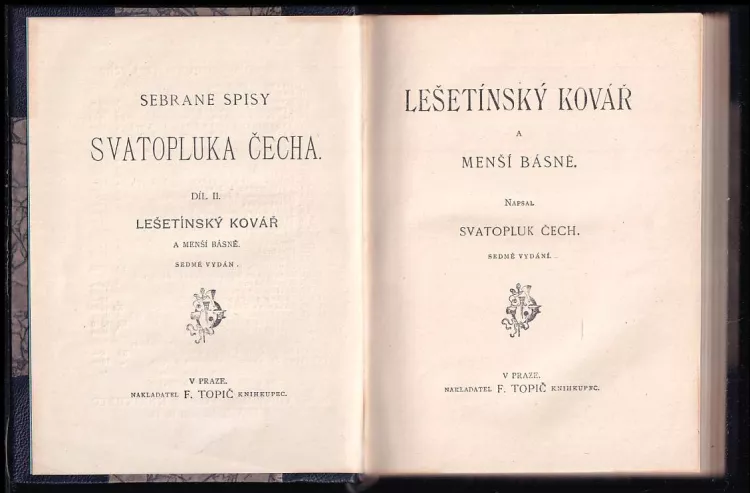 SEBRANÉ SPISY
SVATOPLUKA ČECHA.
DÍL II.
LEŠETÍNSKÝ KOVÁŘ
A MENŠÍ BÁSNĚ.
SEDMÉ VYDÁN .
V PRAZE.
NAKLADATEL F. TOPIČ KNIHKUPEC.
LEŠETÍNSKÝ KOVÁŘ
A
MENŠÍ BÁSNĚ.
NAPSAL
SVATOPLUK ČECH.
SEDMÉ VYDÁNÍ.
V PRAZE.
NAKLADATEL F. TOPIČ KNIHKUPEC.